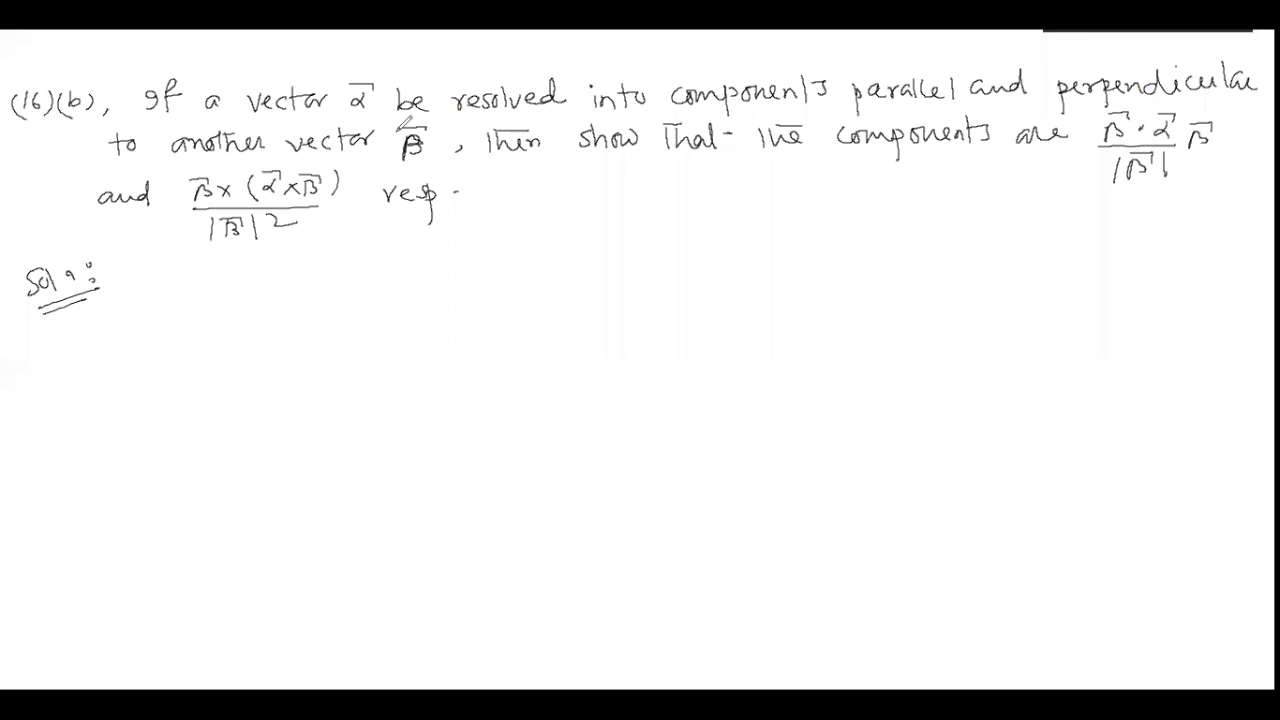 (16)(b), If a vector α⃗ be resolved into components parallel and perpendicular
to another vector β⃗, then show that the components are (β⃗ · α⃗)/|β⃗| β⃗
and (β⃗ × (α⃗ × β⃗))/|β⃗|2 resp.
Soln: